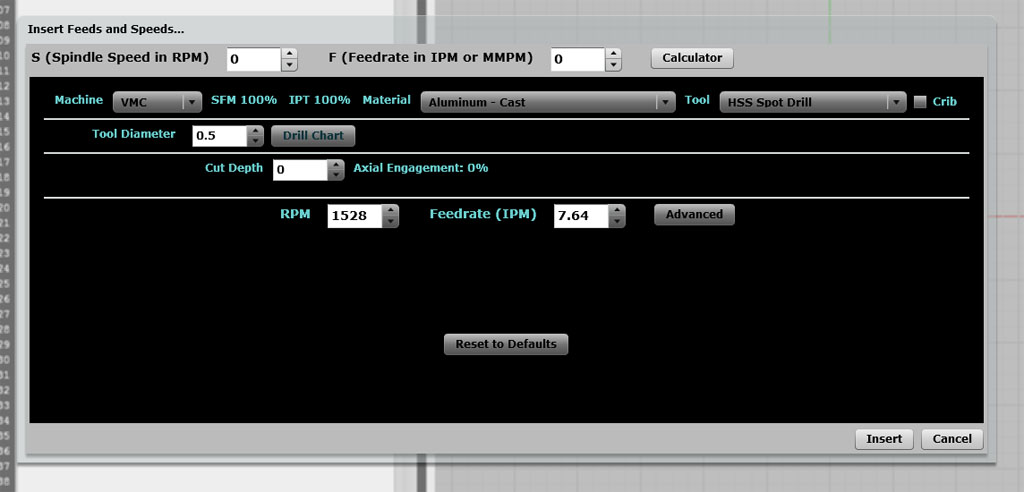 Insert Feeds and Speeds...
S (Spindle Speed in RPM) 0 F (Feedrate in IPM or MMPM) 0 Calculator
Machine VMC SFM 100% IPT 100% Material Aluminum - Cast Tool HSS Spot Drill Crib
Tool Diameter 0.5 Drill Chart
Cut Depth 0 Axial Engagement: 0%
RPM 1528 Feedrate (IPM) 7.64 Advanced
Reset to Defaults
Insert Cancel